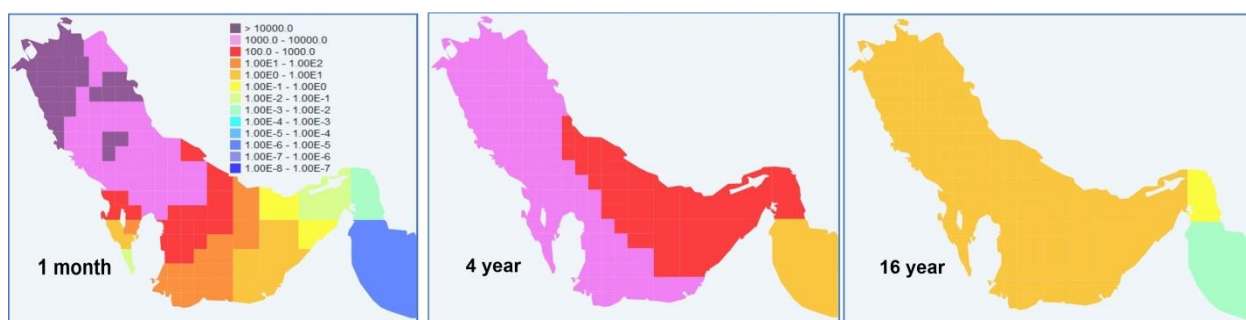 > 10000.0
1000.0 - 10000.0
100.0 - 1000.0
1.00E1 - 1.00E2
1.00E0 - 1.00E1
1.00E-1 - 1.00E0
1.00E-2 - 1.00E-1
1.00E-3 - 1.00E-2
1.00E-4 - 1.00E-3
1.00E-5 - 1.00E-4
1.00E-6 - 1.00E-5
1.00E-7 - 1.00E-6
1.00E-8 - 1.00E-7
1 month
4 year
16 year